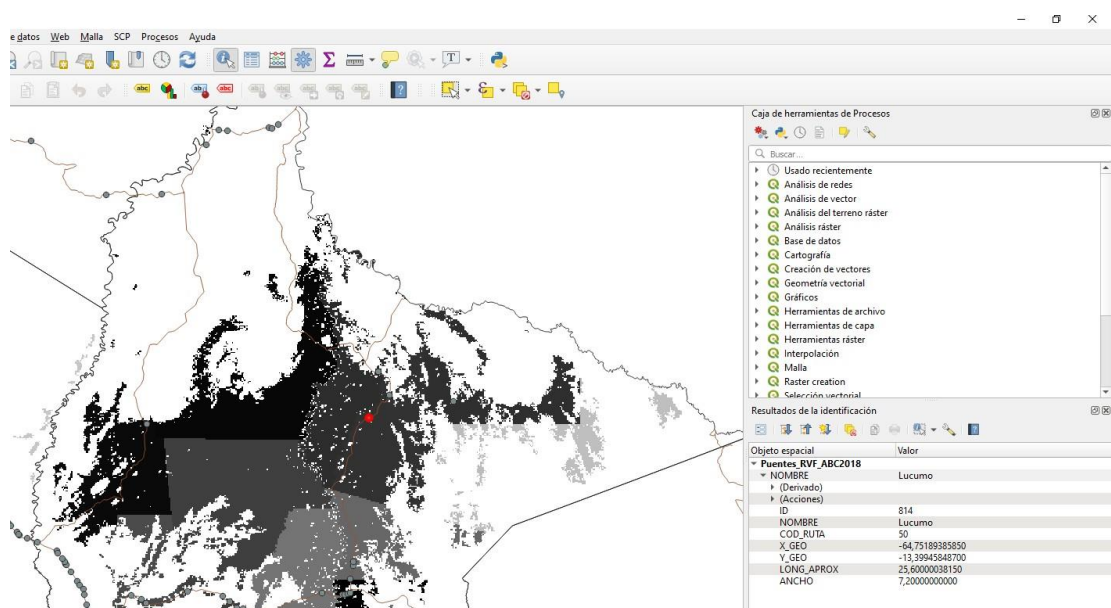 e datos Web Malla SCP Procesos Ayuda
Caja de herramientas de Procesos
Buscar...
Usado recientemente
Análisis de redes
Análisis de vector
Análisis del terreno ráster
Análisis ráster
Base de datos
Cartografía
Creación de vectores
Geometría vectorial
Gráficos
Herramientas de archivo
Herramientas de capa
Herramientas ráster
Interpolación
Malla
Raster creation
Selección vectorial
Resultados de la identificación
Objeto espacial Valor
Puentes_RVF_ABC2018
NOMBRE Lucumo
(Derivado)
(Acciones)
ID 814
NOMBRE Lucumo
COD_RUTA 50
X_GEO -64,75189385850
Y_GEO -13,39945848700
LONG_APROX 25,60000038150
ANCHO 7,20000000000